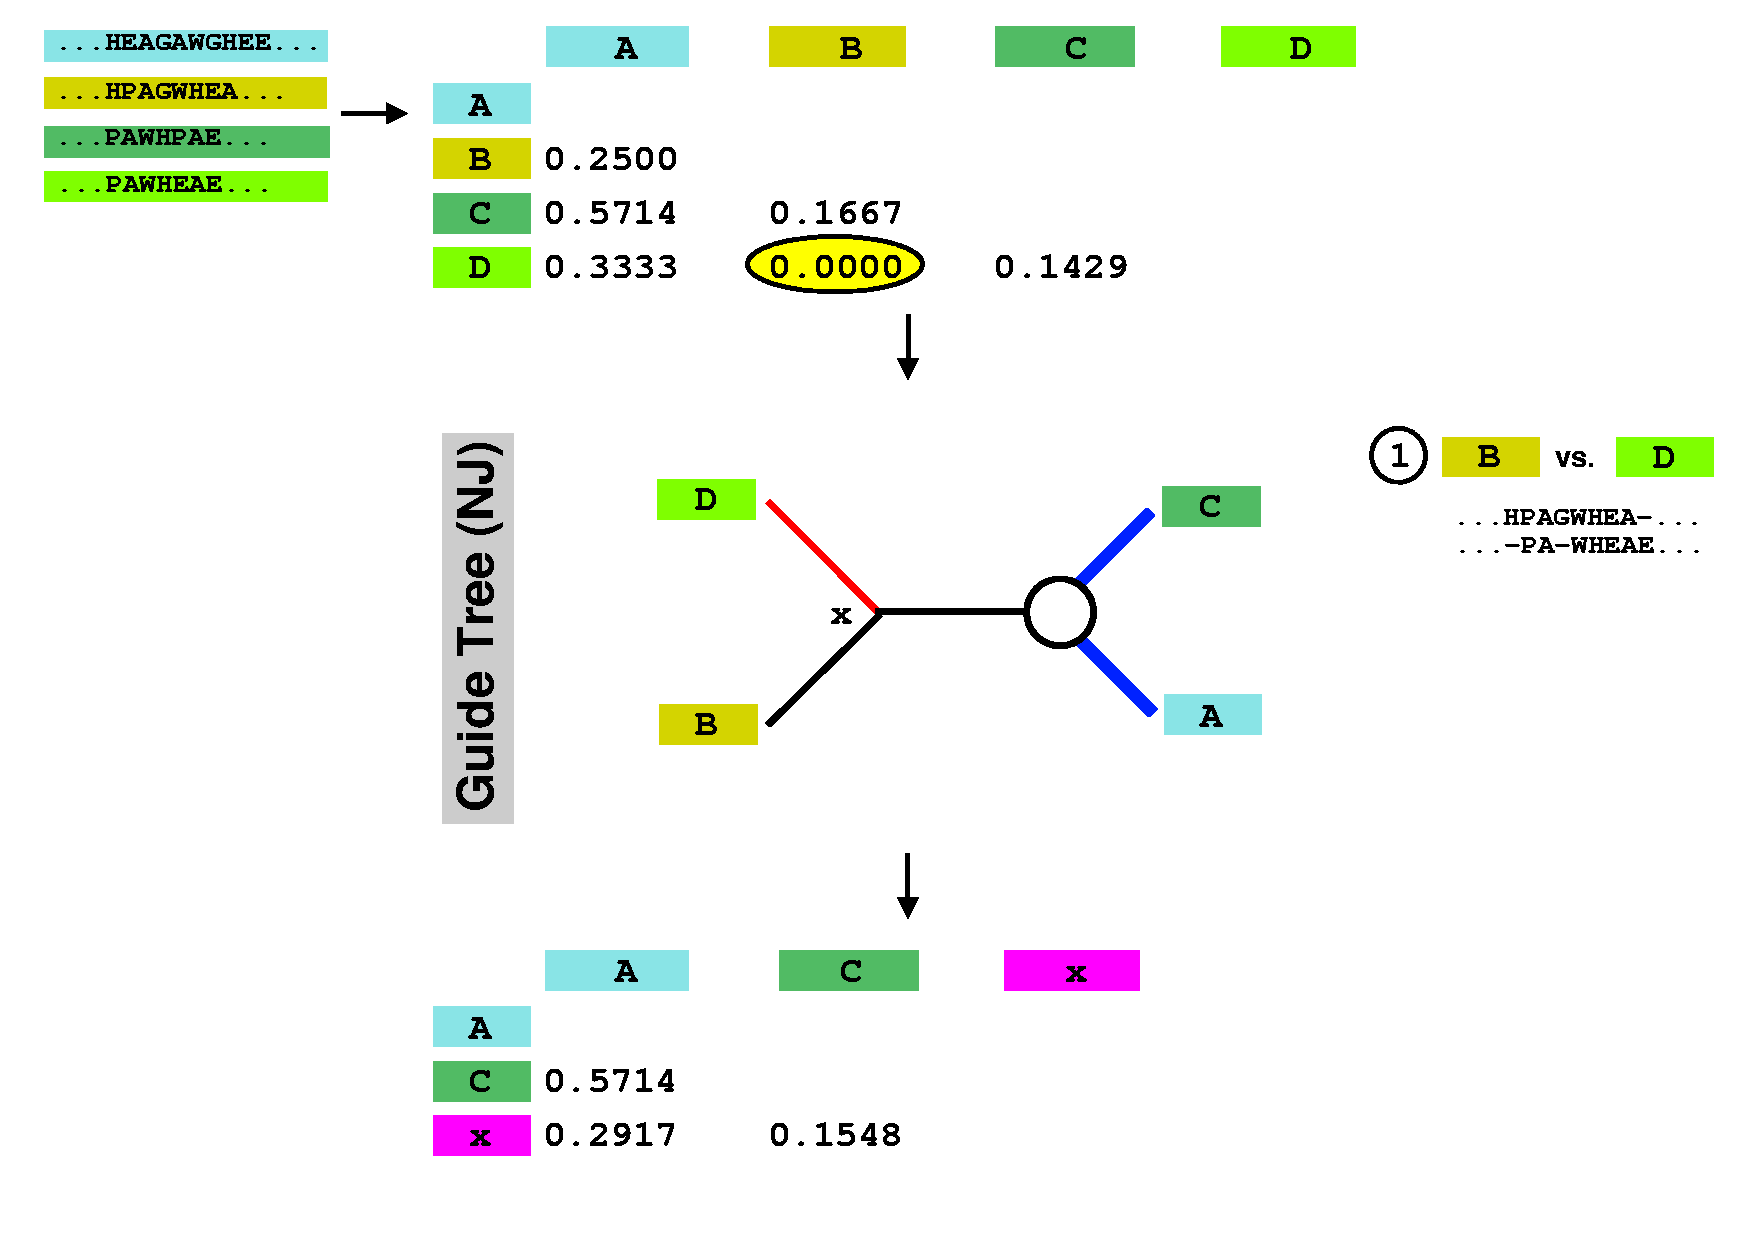 ...HEAGAWGHEE...
...HPAGWHEA...
...PAWHPAE...
...PAWHEAE...
A B C D
A
B 0.2500
C 0.5714 0.1667
D 0.3333 0.0000 0.1429
Guide Tree (NJ)
D
C
x
B
A
1 B vs. D
...HPAGWHEA-...
...-PA-WHEAE...
A C x
A
C 0.5714
x 0.2917 0.1548